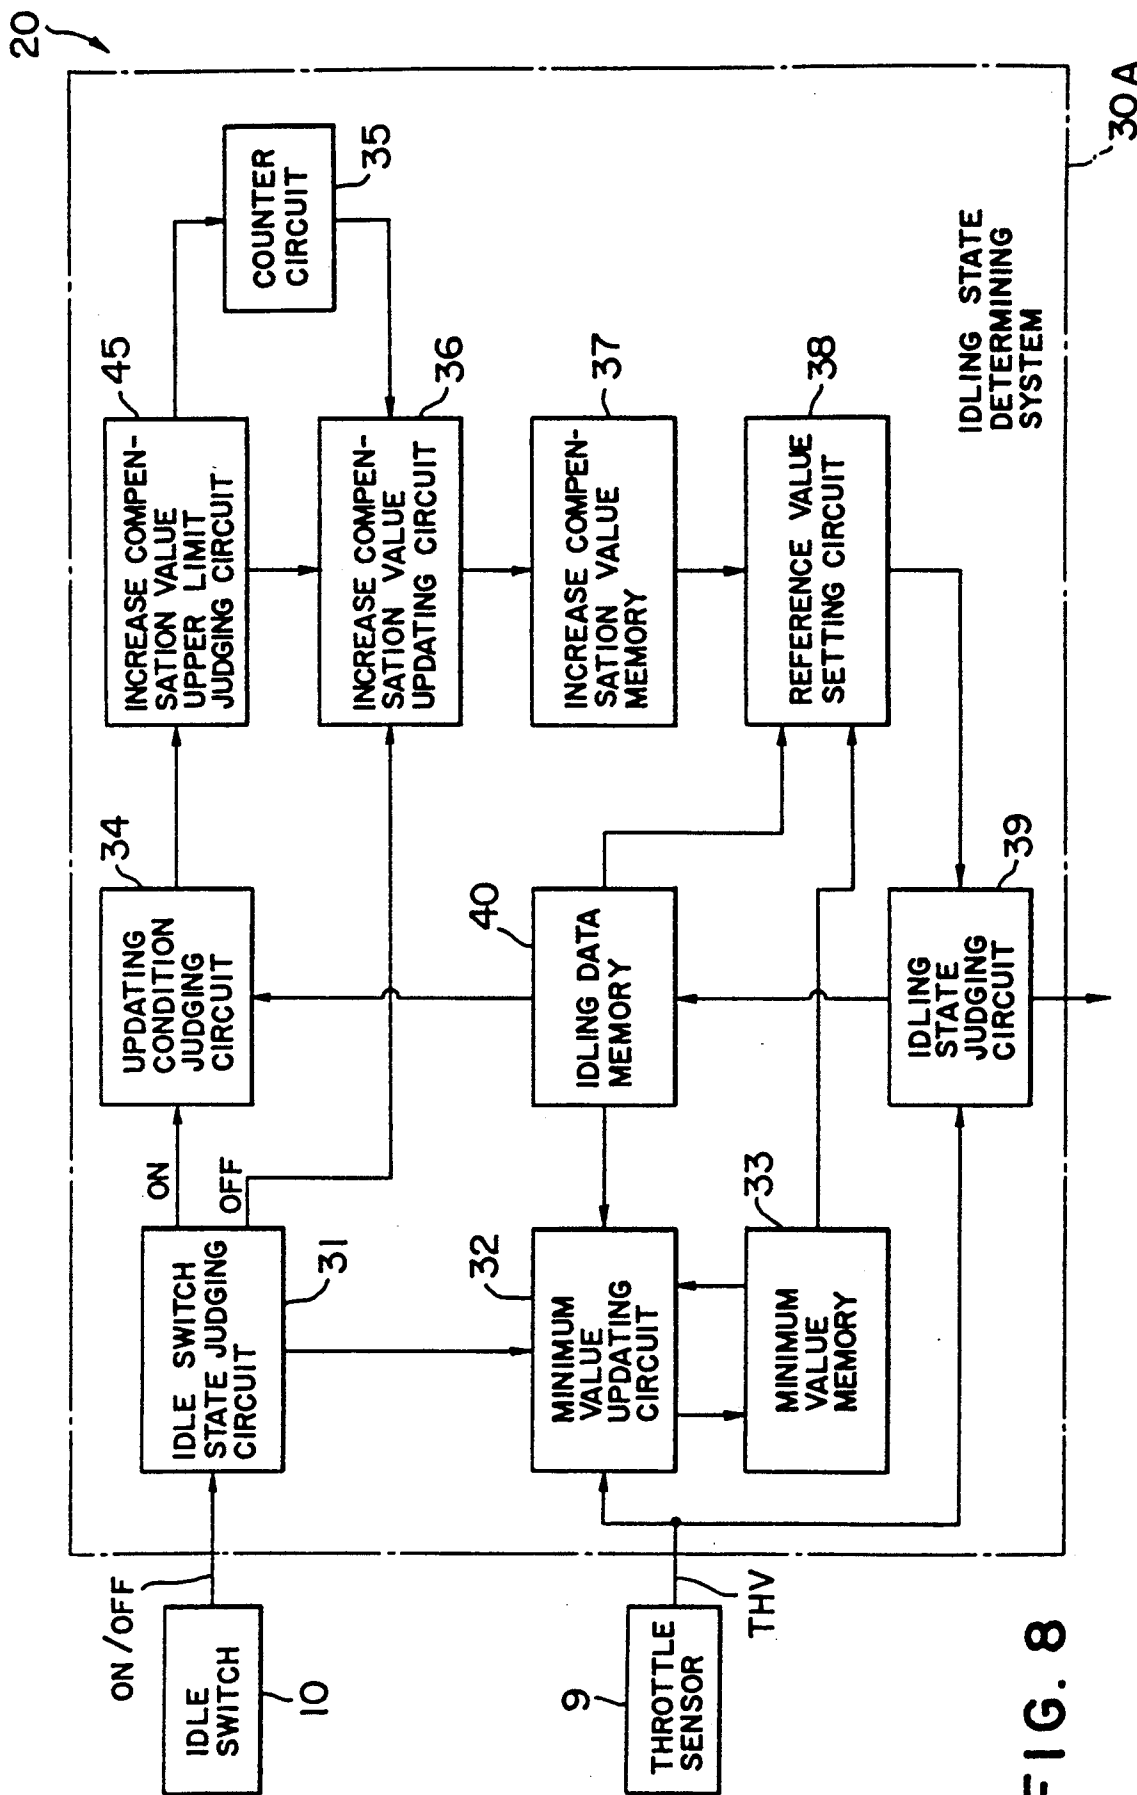 20
30A
IDLE
SWITCH
10
ON/OFF
IDLE SWITCH
STATE JUDGING
CIRCUIT
31
ON
OFF
UPDATING
CONDITION
JUDGING
CIRCUIT
34
INCREASE COMPEN-
SATION VALUE
UPPER LIMIT
JUDGING CIRCUIT
45
COUNTER
CIRCUIT
35
INCREASE COMPEN-
SATION VALUE
UPDATING CIRCUIT
36
THROTTLE
SENSOR
9
THV
MINIMUM
VALUE
UPDATING
CIRCUIT
32
IDLING DATA
MEMORY
40
INCREASE COMPEN-
SATION VALUE
MEMORY
37
MINIMUM
VALUE
MEMORY
33
REFERENCE VALUE
SETTING CIRCUIT
38
IDLING
STATE
JUDGING
CIRCUIT
39
IDLING STATE
DETERMINING
SYSTEM
FIG. 8